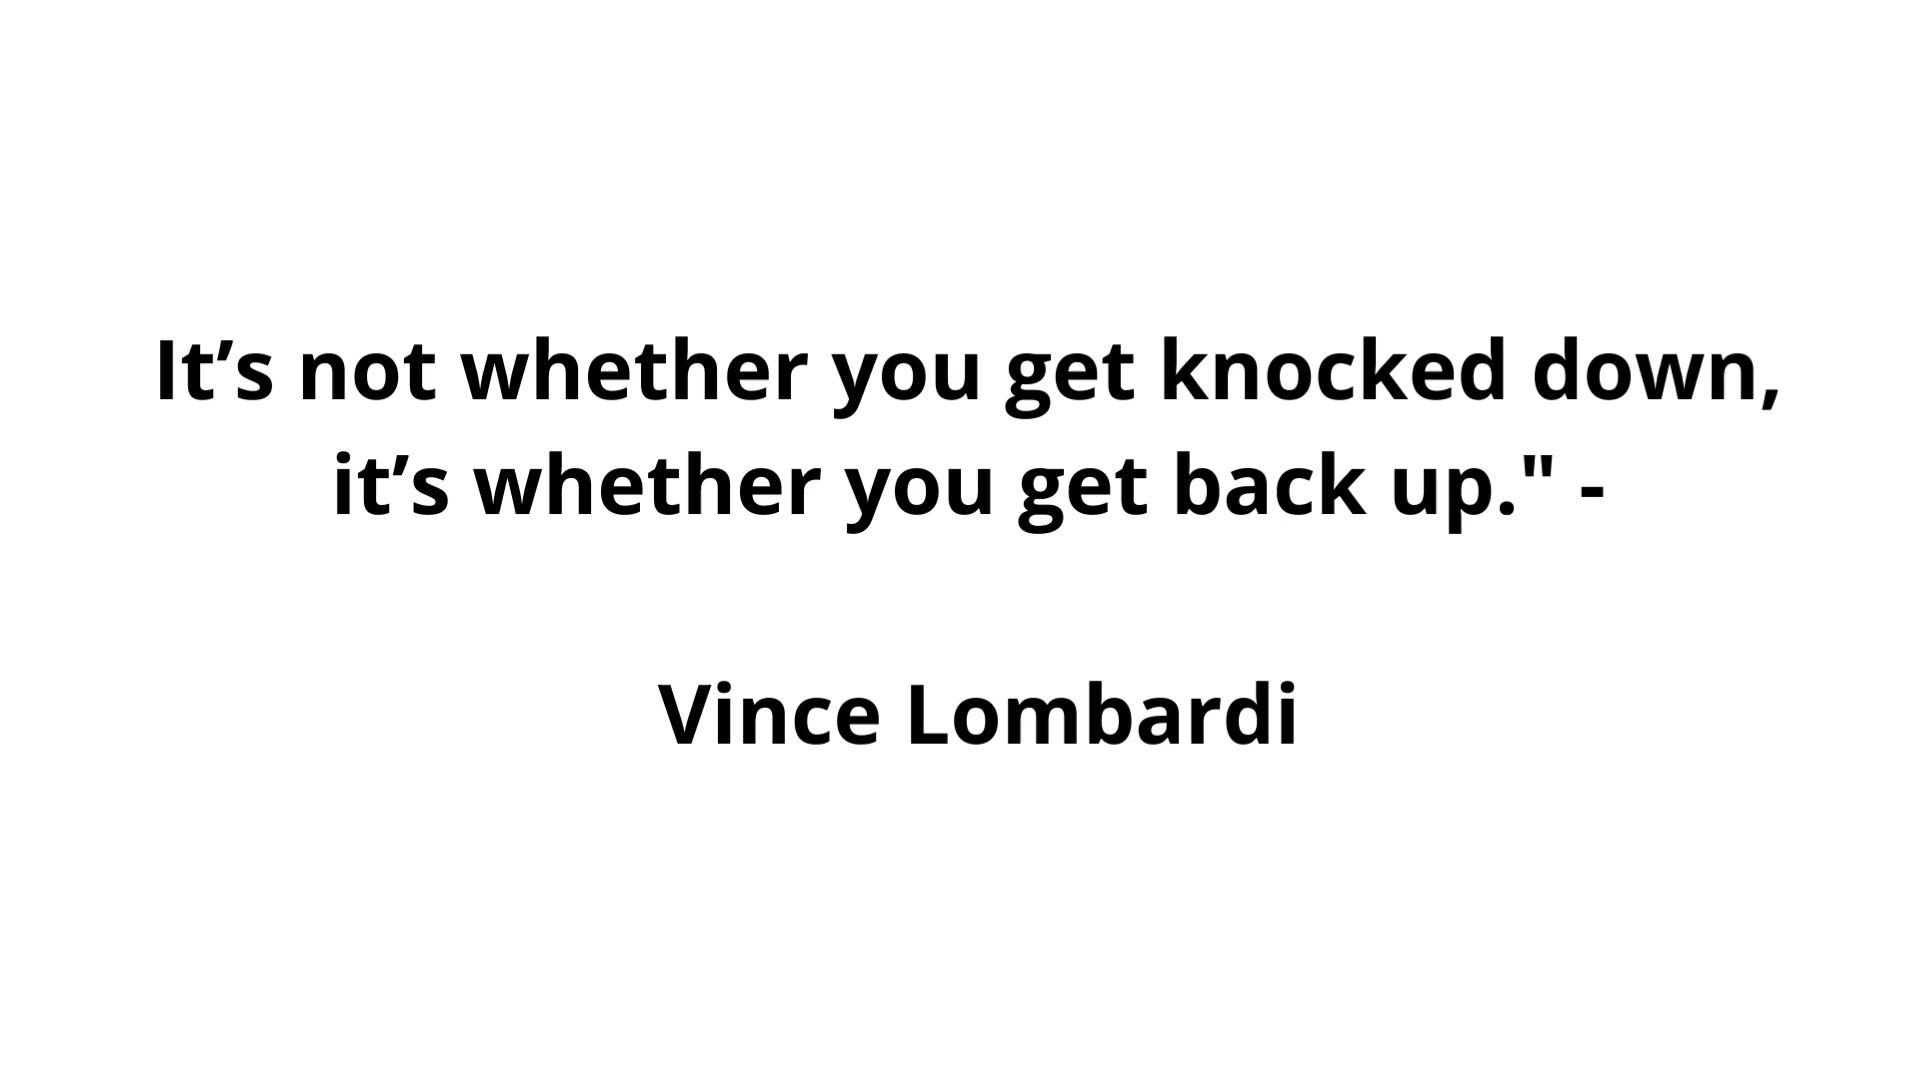 It’s not whether you get knocked down,
it’s whether you get back up." -
Vince Lombardi